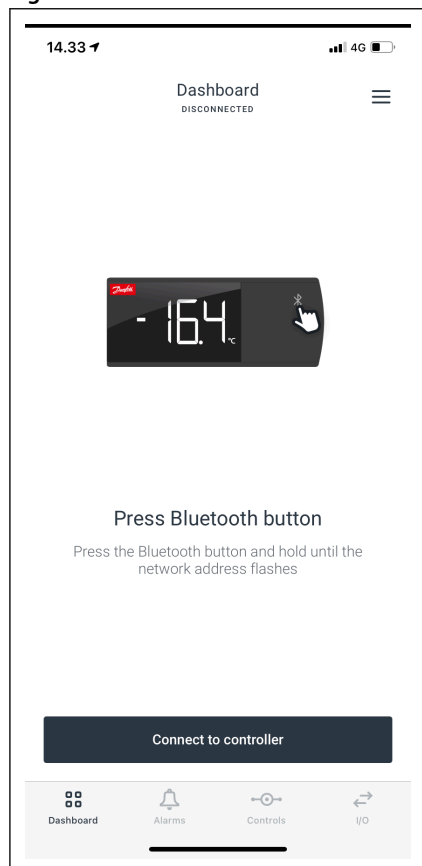 14.33
4G
Dashboard
DISCONNECTED
Danfoss
-16.4
°C
Press Bluetooth button
Press the Bluetooth button and hold until the
network address flashes
Connect to controller
Dashboard Alarms Controls I/O